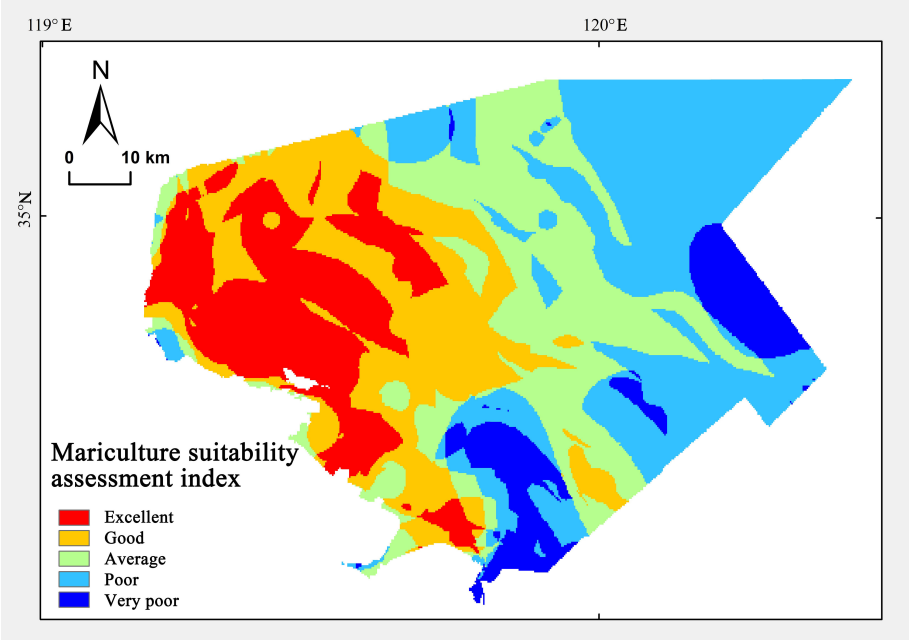 119° E
120°E
N
0 10 km
35°N
Mariculture suitability
assessment index
Excellent
Good
Average
Poor
Very poor